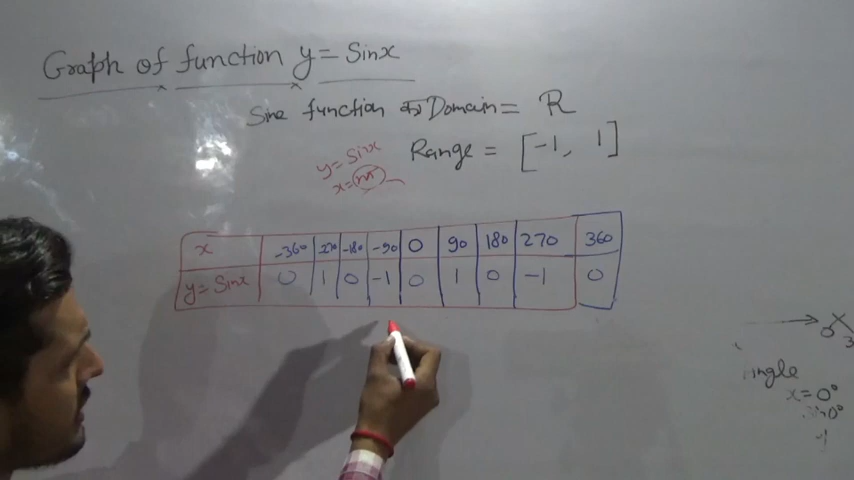 Graph of function y = Sinx
Sine function का Domain = R
Range = [-1, 1]
y = Sinx
x = nπ
x -360 -270 -180 -90 0 90 180 270 360
y = Sinx 0 1 0 -1 0 1 0 -1 0
x = 0°